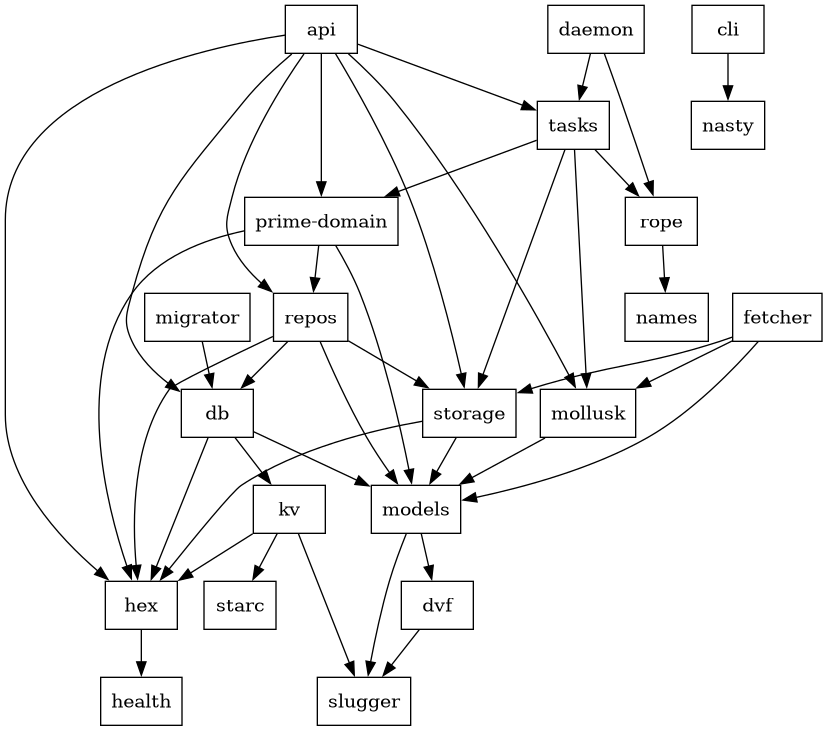 api
daemon
cli
tasks
nasty
prime-domain
rope
migrator
repos
names
fetcher
db
storage
mollusk
kv
models
hex
starc
dvf
health
slugger